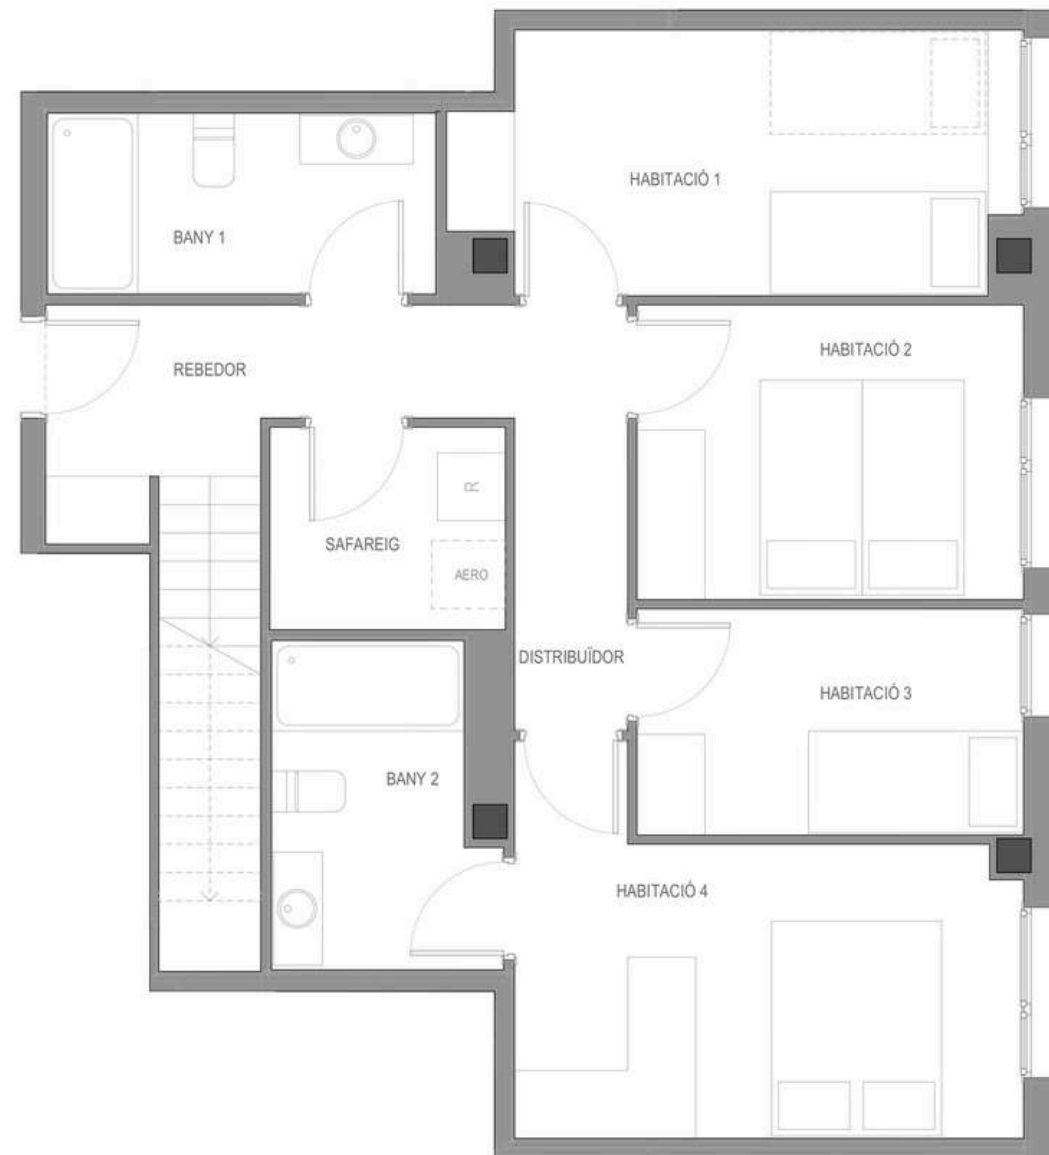 HABITACIÓ 1
BANY 1
HABITACIÓ 2
REBEDOR
R
SAFAREIG
AERO
DISTRIBUÏDOR
HABITACIÓ 3
BANY 2
HABITACIÓ 4